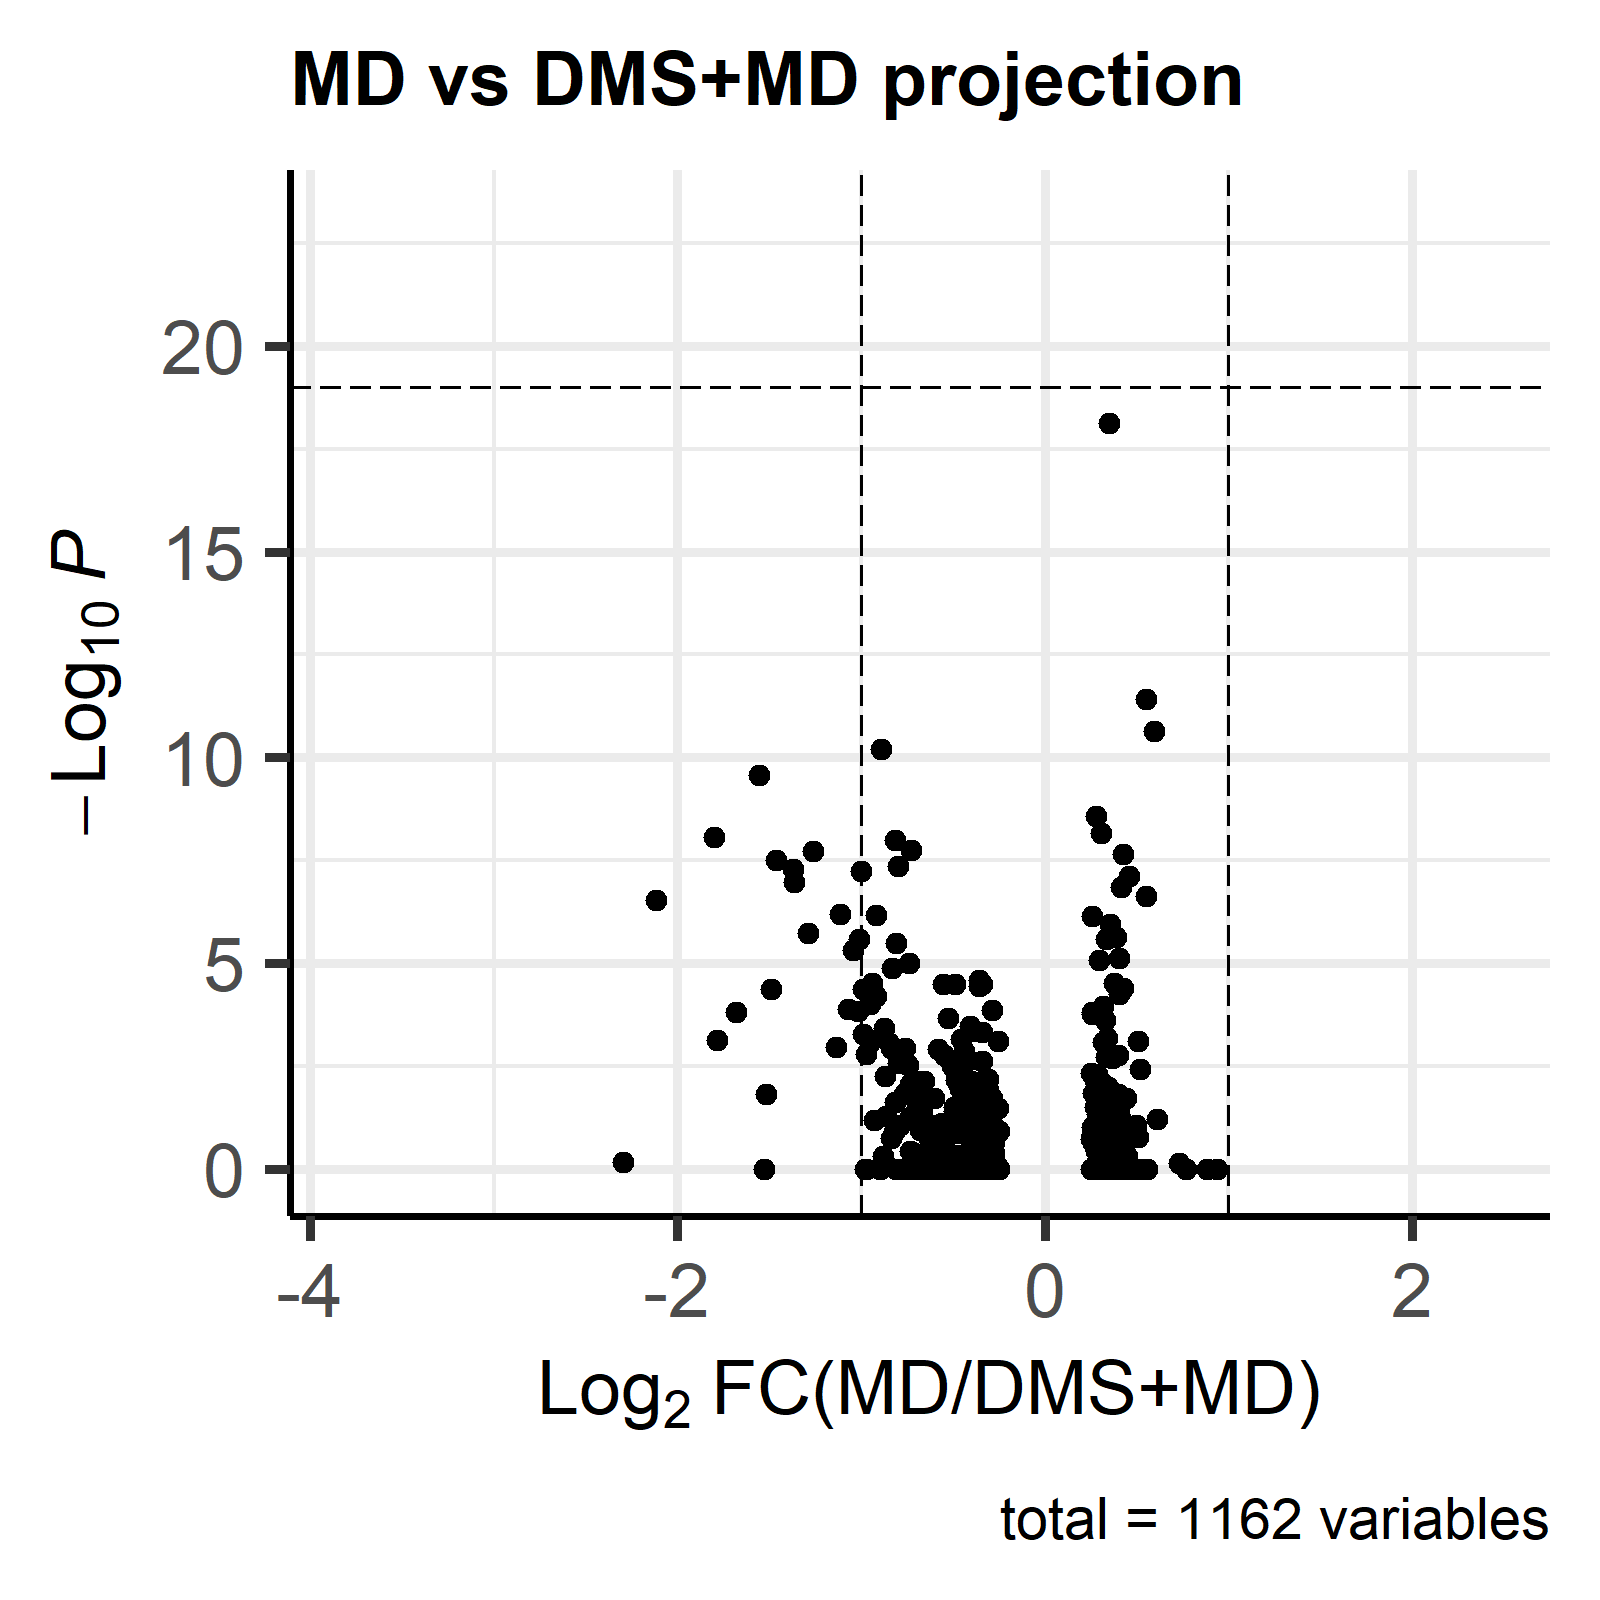 MD vs DMS+MD projection
20
15
10
5
0
−Log10 P
-4 -2 0 2
Log2 FC(MD/DMS+MD)
total = 1162 variables